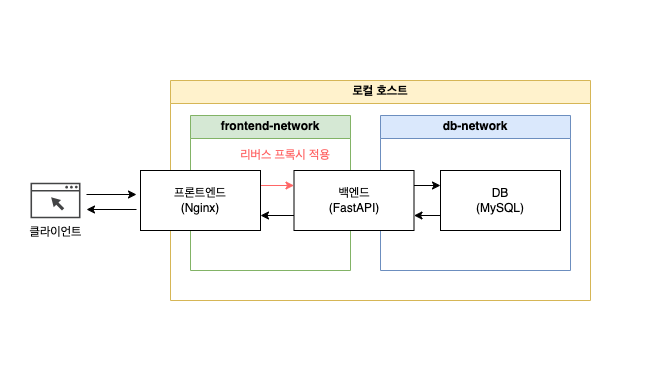 로컬 호스트
frontend-network
db-network
리버스 프록시 적용
프론트엔드
(Nginx)
백엔드
(FastAPI)
DB
(MySQL)
클라이언트